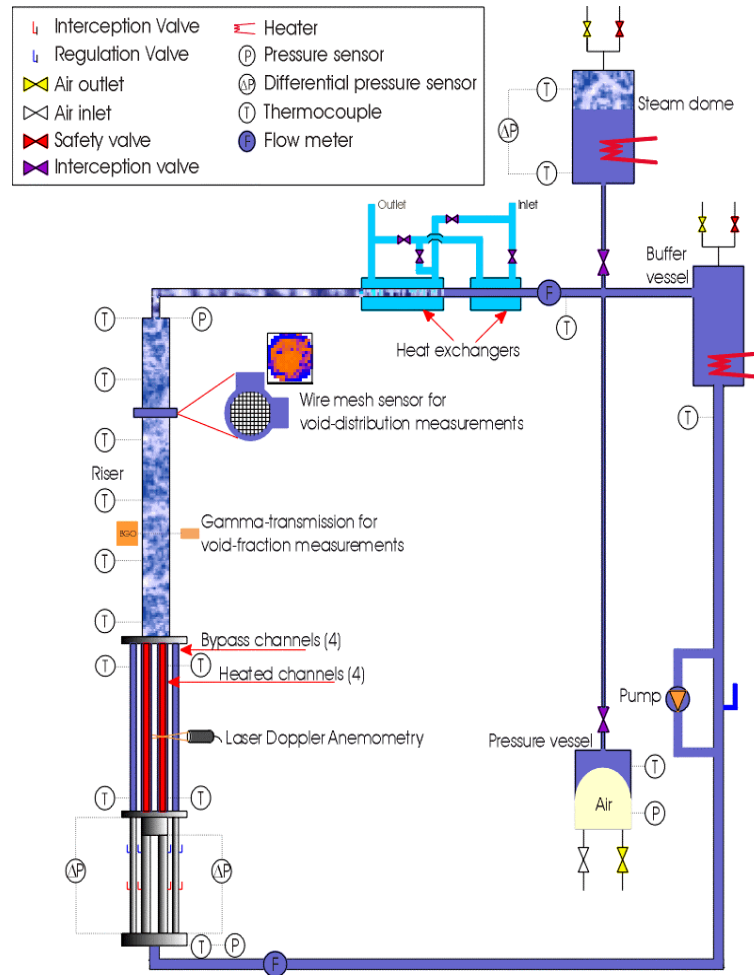 Interception Valve
Regulation Valve
Air outlet
Air inlet
Safety valve
Interception valve
Heater
P Pressure sensor
ΔP Differential pressure sensor
T Thermocouple
F Flow meter
T
ΔP
T
Steam dome
Outlet
Inlet
Buffer
vessel
F
T
Heat exchangers
T
P
T
Wire mesh sensor for
void-distribution measurements
T
T
Riser
T
BGO
Gamma-transmission for
void-fraction measurements
T
T
Bypass channels (4)
T
T
Heated channels (4)
Pump
Laser Doppler Anemometry
Pressure vessel
T
Air
P
T
T
ΔP
ΔP
T
P
F